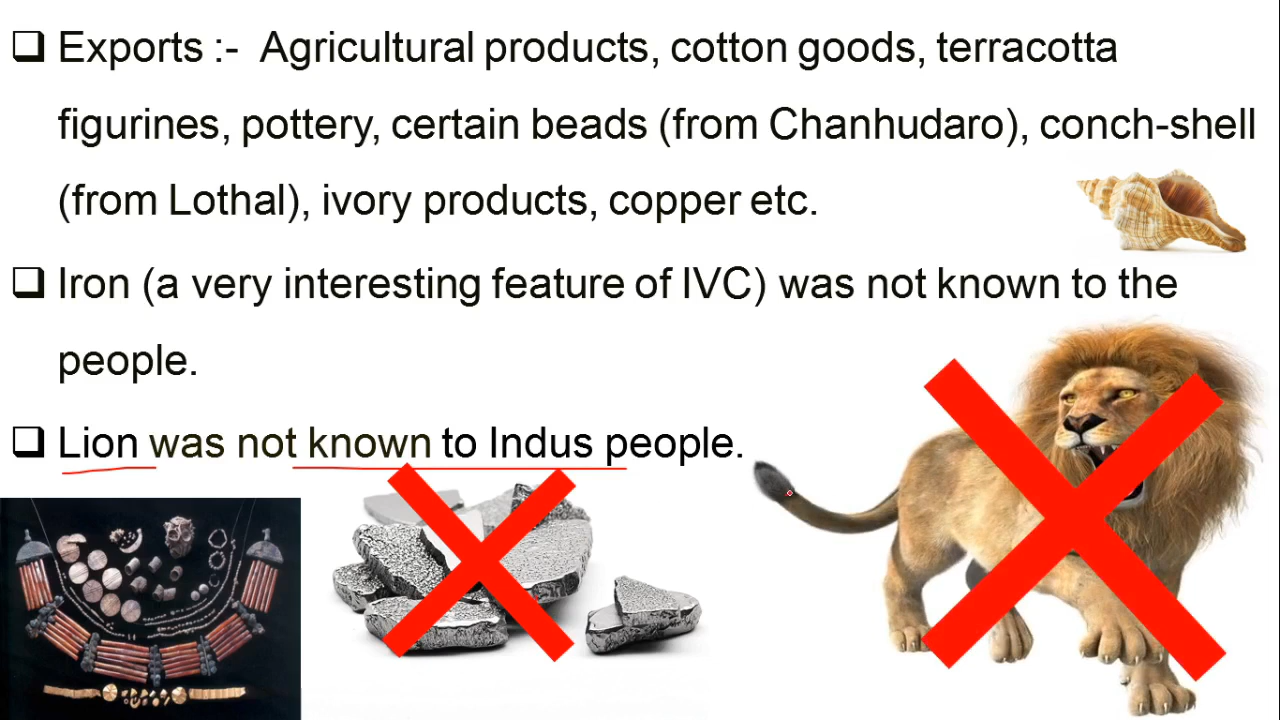 ❑ Exports :- Agricultural products, cotton goods, terracotta
figurines, pottery, certain beads (from Chanhudaro), conch-shell
(from Lothal), ivory products, copper etc.
❑ Iron (a very interesting feature of IVC) was not known to the
people.
❑ Lion was not known to Indus people.